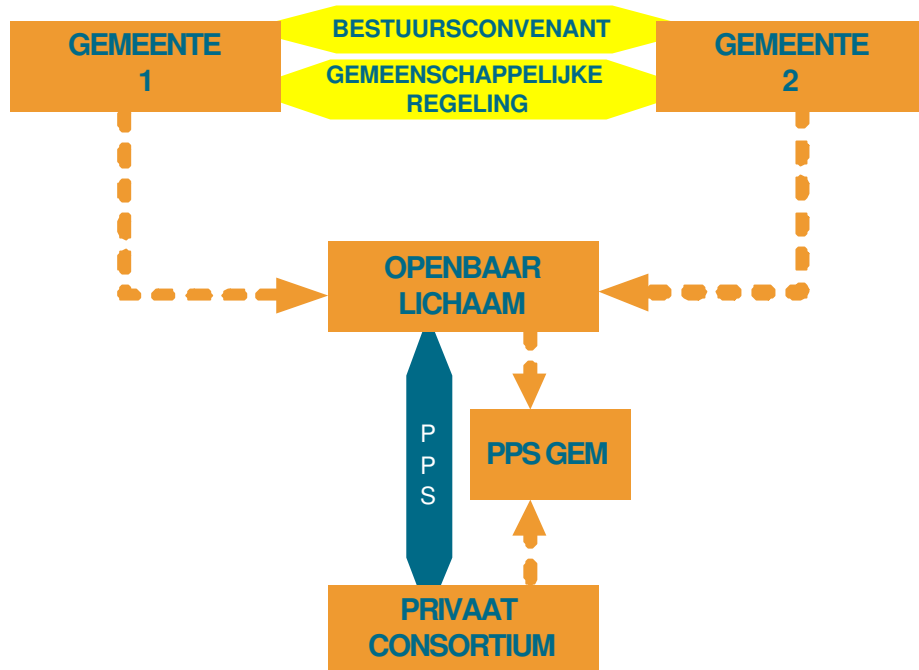 GEMEENTE
1
BESTUURSCONVENANT
GEMEENSCHAPPELIJKE
REGELING
GEMEENTE
2
OPENBAAR
LICHAAM
P
P
S
PPS GEM
PRIVAAT
CONSORTIUM